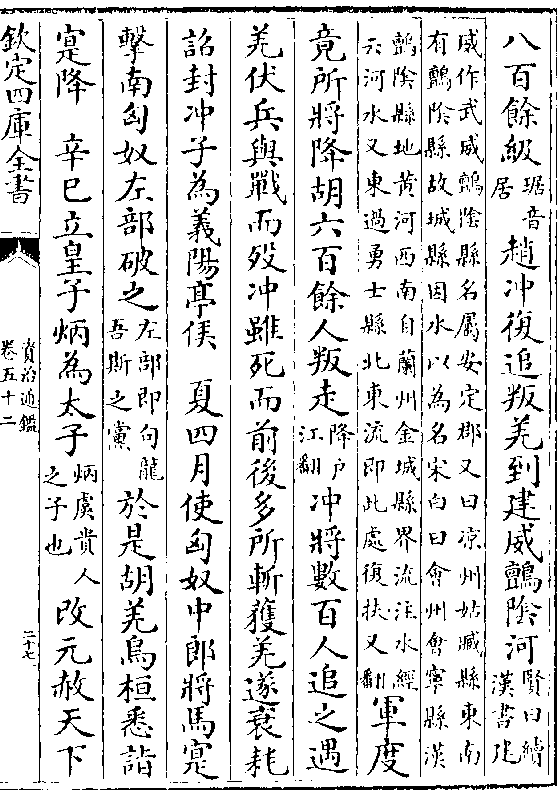 八百餘級琚音居趙冲復追叛羌到建威鸇陰河賢曰續漢書建
威作武威鸇陰縣名屬安定郡又曰涼州姑臧縣東南
有鸇陰縣故城縣因水以為名宋白曰會州會寧縣漢
鸇陰縣地黃河西南自蘭州金城縣界流注水經
云河水又東過勇士縣北東流即此處復扶又翻軍度
竟所將降胡六百餘人叛走降户江翻冲將數百人追之遇
羌伏兵與戰而殁冲雖死而前後多所斬獲羌遂衰耗
詔封冲子為義陽亭侯 夏四月使匈奴中郎將馬寔
擊南匈奴左部破之左部即句龍吾斯之黨於是胡羌烏桓悉詣
寔降 辛巳立皇子炳為太子炳虞貴人之子也改元赦天下
欽定四庫全書
資治通鑑
卷五十二
二十七